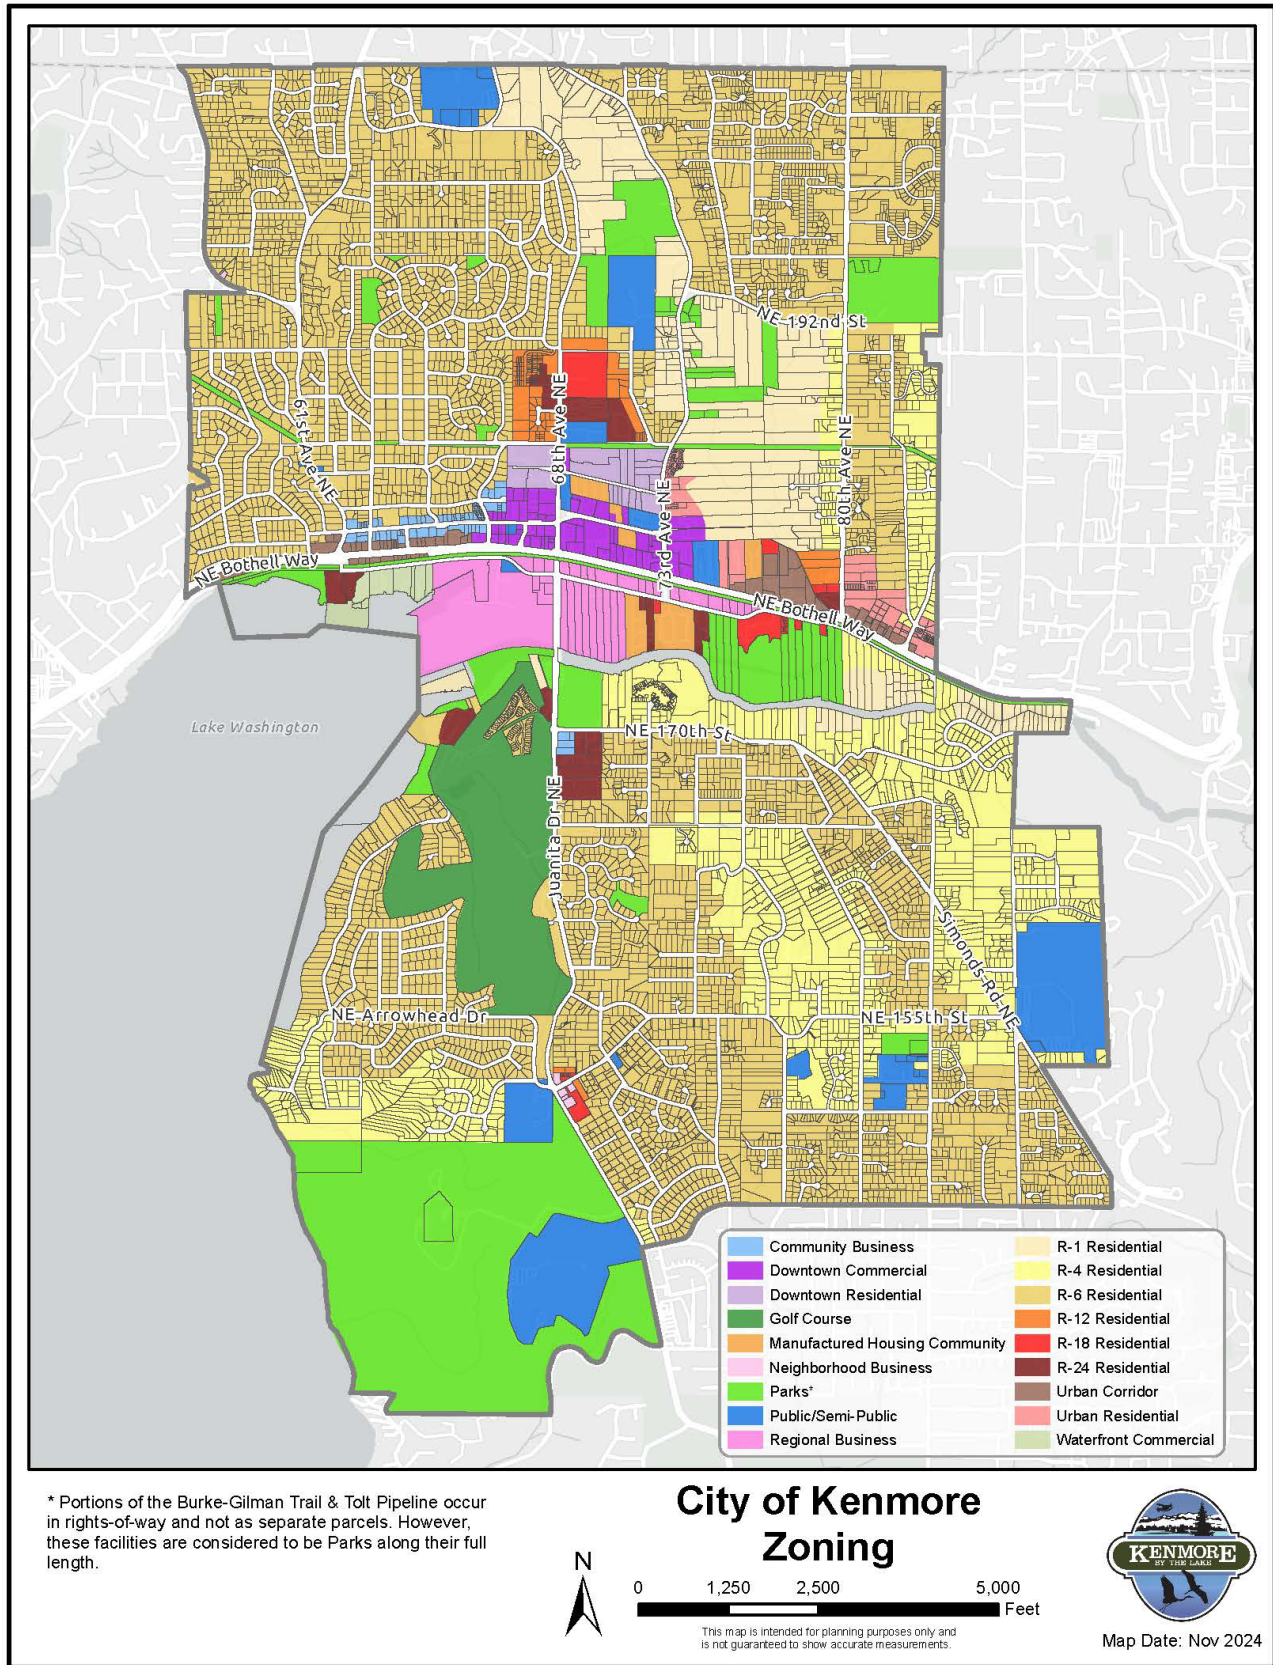 NE 192nd St
61st Ave NE
68th Ave NE
80th Ave NE
73rd Ave NE
NE Bothell Way
NE Bothell Way
Lake Washington
NE 170th St
Juanita Dr NE
Simonds Rd NE
NE Arrowhead Dr
NE 155th St
Community Business
Downtown Commercial
Downtown Residential
Golf Course
Manufactured Housing Community
Neighborhood Business
Parks*
Public/Semi-Public
Regional Business
R-1 Residential
R-4 Residential
R-6 Residential
R-12 Residential
R-18 Residential
R-24 Residential
Urban Corridor
Urban Residential
Waterfront Commercial
* Portions of the Burke-Gilman Trail & Tolt Pipeline occur
in rights-of-way and not as separate parcels. However,
these facilities are considered to be Parks along their full
length.
City of Kenmore
Zoning
N
0 1,250 2,500 5,000
Feet
This map is intended for planning purposes only and
is not guaranteed to show accurate measurements.
KENMORE
BY THE LAKE
Map Date: Nov 2024